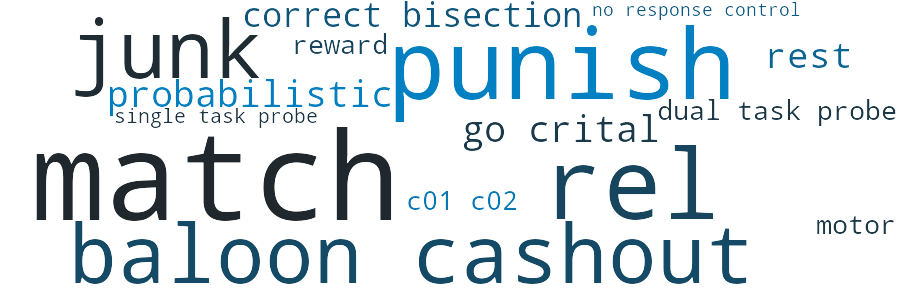 correct bisection
no response control
junk
reward
punish
rest
probabilistic
single task probe
dual task probe
go crital
match
rel
c01 c02
motor
baloon cashout